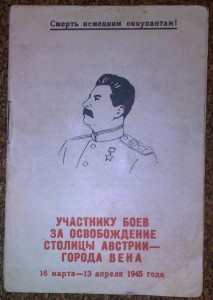 Смерть немецким оккупантам!
УЧАСТНИКУ БОЕВ
ЗА ОСВОБОЖДЕНИЕ
СТОЛИЦЫ АВСТРИИ—
ГОРОДА ВЕНА
16 марта—13 апреля 1945 года